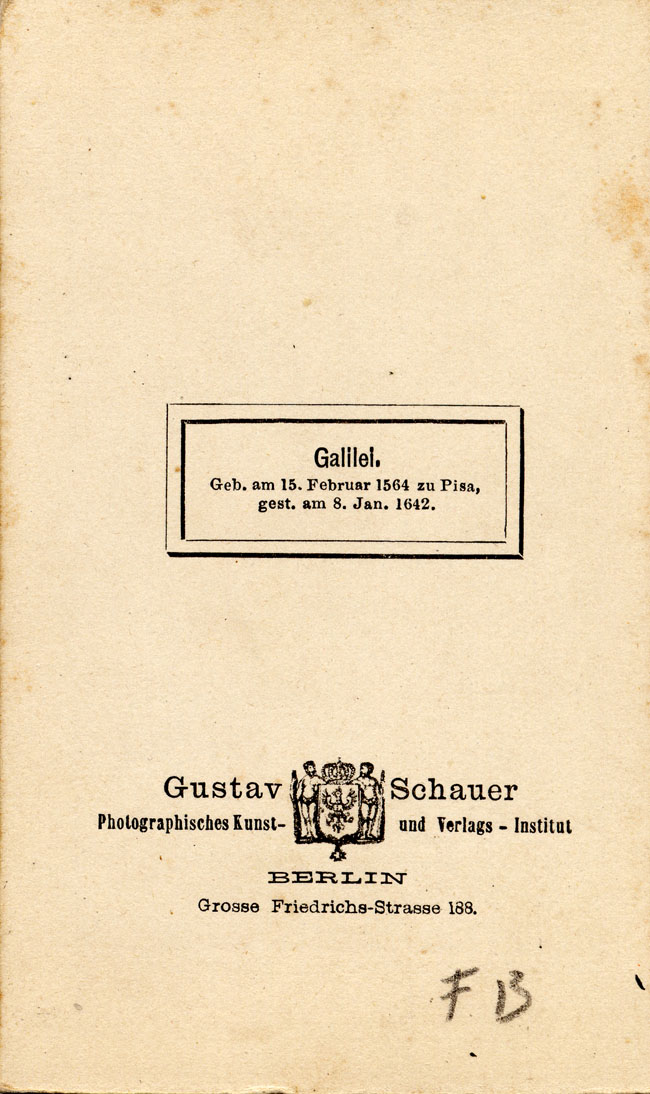 Galilei.
Geb. am 15. Februar 1564 zu Pisa,
gest. am 8. Jan. 1642.
Gustav Schauer
Photographisches Kunst- und Verlags - Institut
BERLIN
Grosse Friedrichs-Strasse 188.
F B